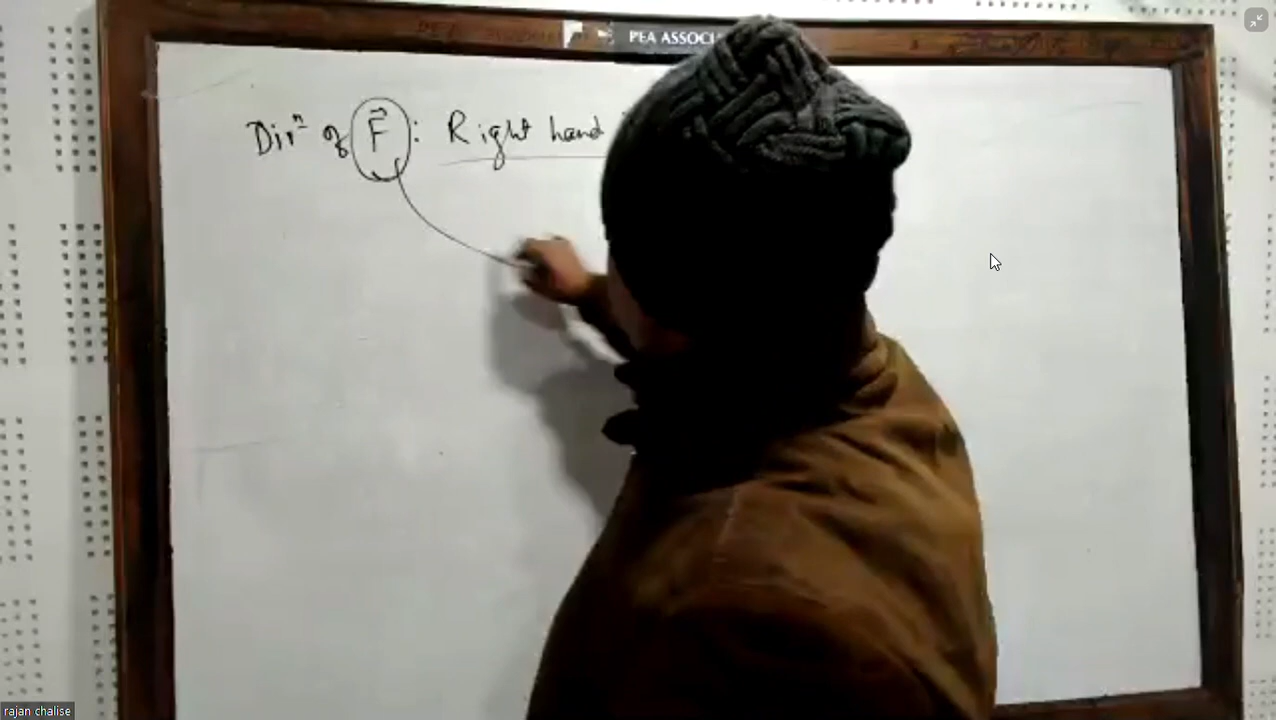 PEA ASSOCI
Dirⁿ of F⃗ : Right hand
rajan chalise